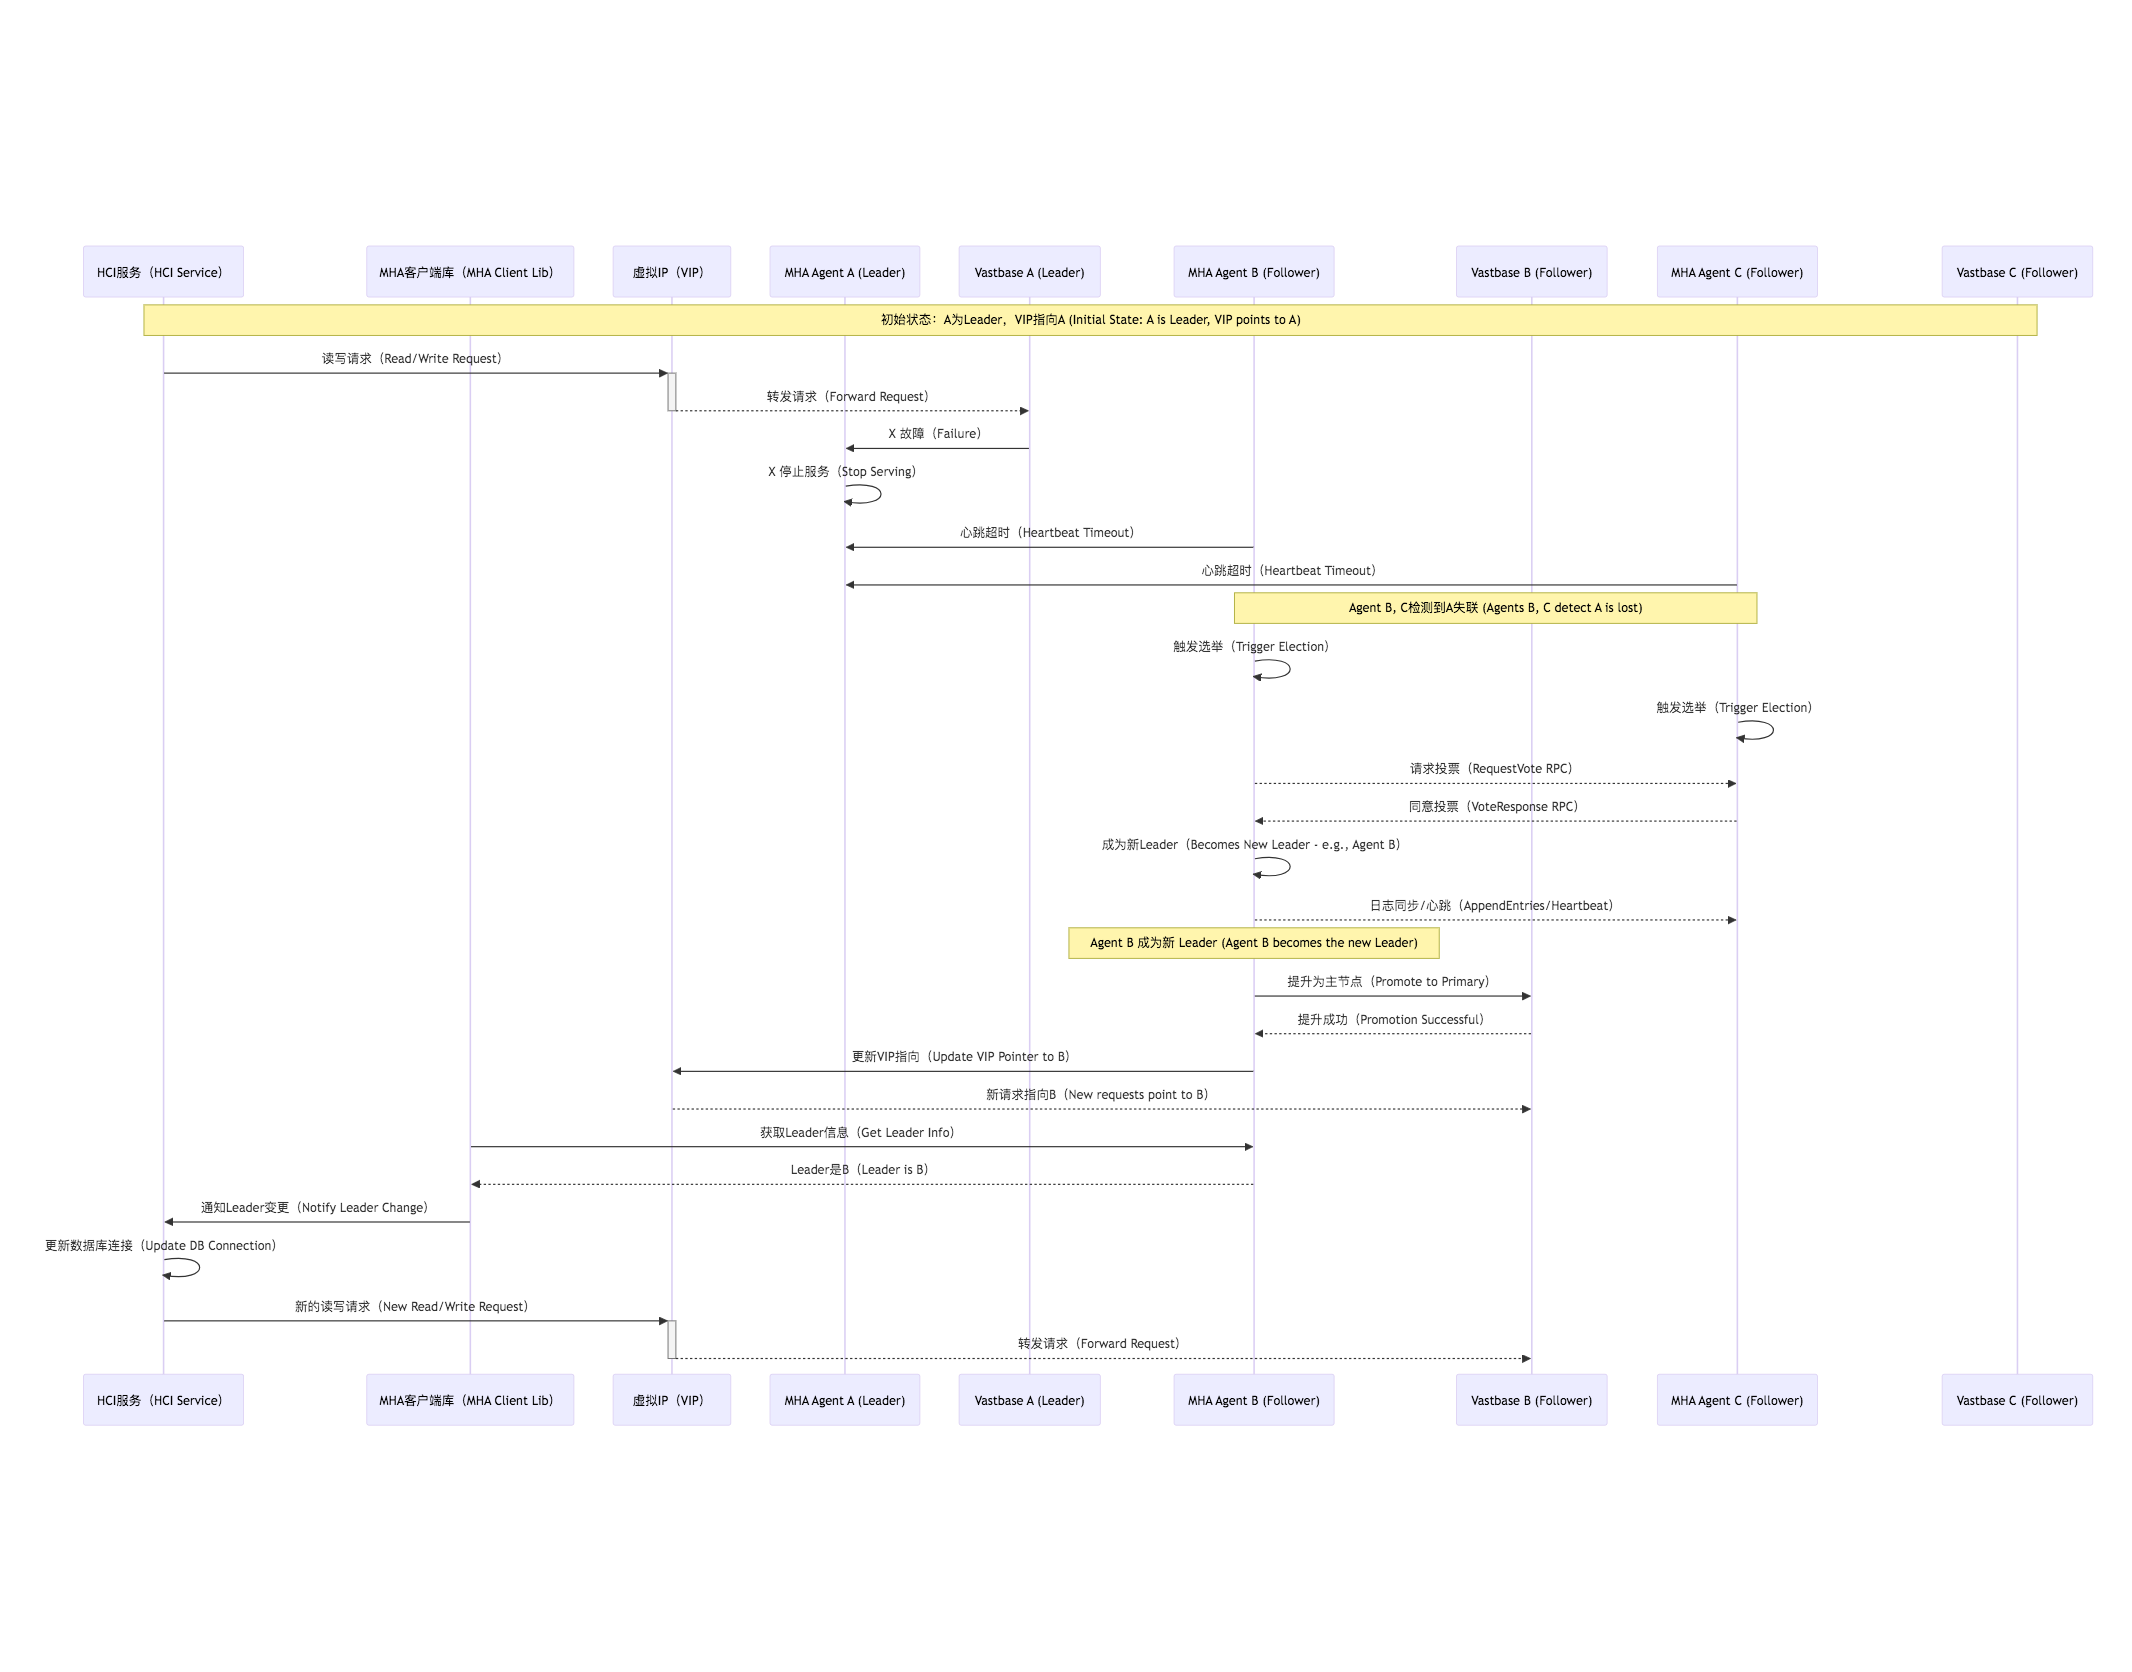 HCI服务（HCI Service）
MHA客户端库（MHA Client Lib）
虚拟IP（VIP）
MHA Agent A (Leader)
Vastbase A (Leader)
MHA Agent B (Follower)
Vastbase B (Follower)
MHA Agent C (Follower)
Vastbase C (Follower)
初始状态：A为Leader，VIP指向A (Initial State: A is Leader, VIP points to A)
读写请求（Read/Write Request）
转发请求（Forward Request）
X 故障（Failure）
X 停止服务（Stop Serving）
心跳超时（Heartbeat Timeout）
心跳超时（Heartbeat Timeout）
Agent B, C检测到A失联 (Agents B, C detect A is lost)
触发选举（Trigger Election）
触发选举（Trigger Election）
请求投票（RequestVote RPC）
同意投票（VoteResponse RPC）
成为新Leader（Becomes New Leader - e.g., Agent B）
日志同步/心跳（AppendEntries/Heartbeat）
Agent B 成为新 Leader (Agent B becomes the new Leader)
提升为主节点（Promote to Primary）
提升成功（Promotion Successful）
更新VIP指向（Update VIP Pointer to B）
新请求指向B（New requests point to B）
获取Leader信息（Get Leader Info）
Leader是B（Leader is B）
通知Leader变更（Notify Leader Change）
更新数据库连接（Update DB Connection）
新的读写请求（New Read/Write Request）
转发请求（Forward Request）
HCI服务（HCI Service）
MHA客户端库（MHA Client Lib）
虚拟IP（VIP）
MHA Agent A (Leader)
Vastbase A (Leader)
MHA Agent B (Follower)
Vastbase B (Follower)
MHA Agent C (Follower)
Vastbase C (Follower)